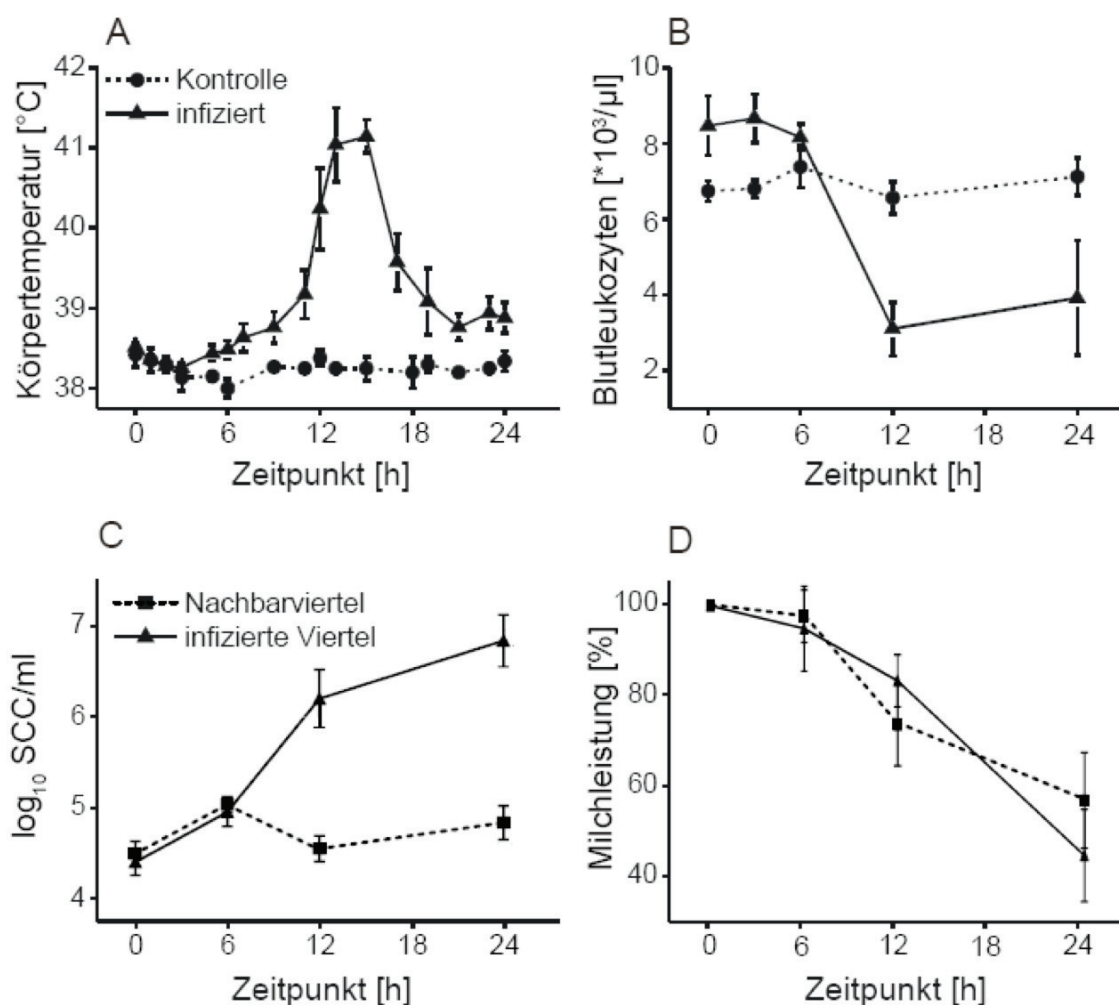 A
Körpertemperatur [°C]
42
41
40
39
38
Kontrolle
infiziert
0 6 12 18 24
Zeitpunkt [h]
B
Blutleukozyten [*10³/µl]
10
8
6
4
2
0 6 12 18 24
Zeitpunkt [h]
C
log₁₀ SCC/ml
7
6
5
4
Nachbarviertel
infizierte Viertel
0 6 12 18 24
Zeitpunkt [h]
D
Milchleistung [%]
100
80
60
40
0 6 12 18 24
Zeitpunkt [h]